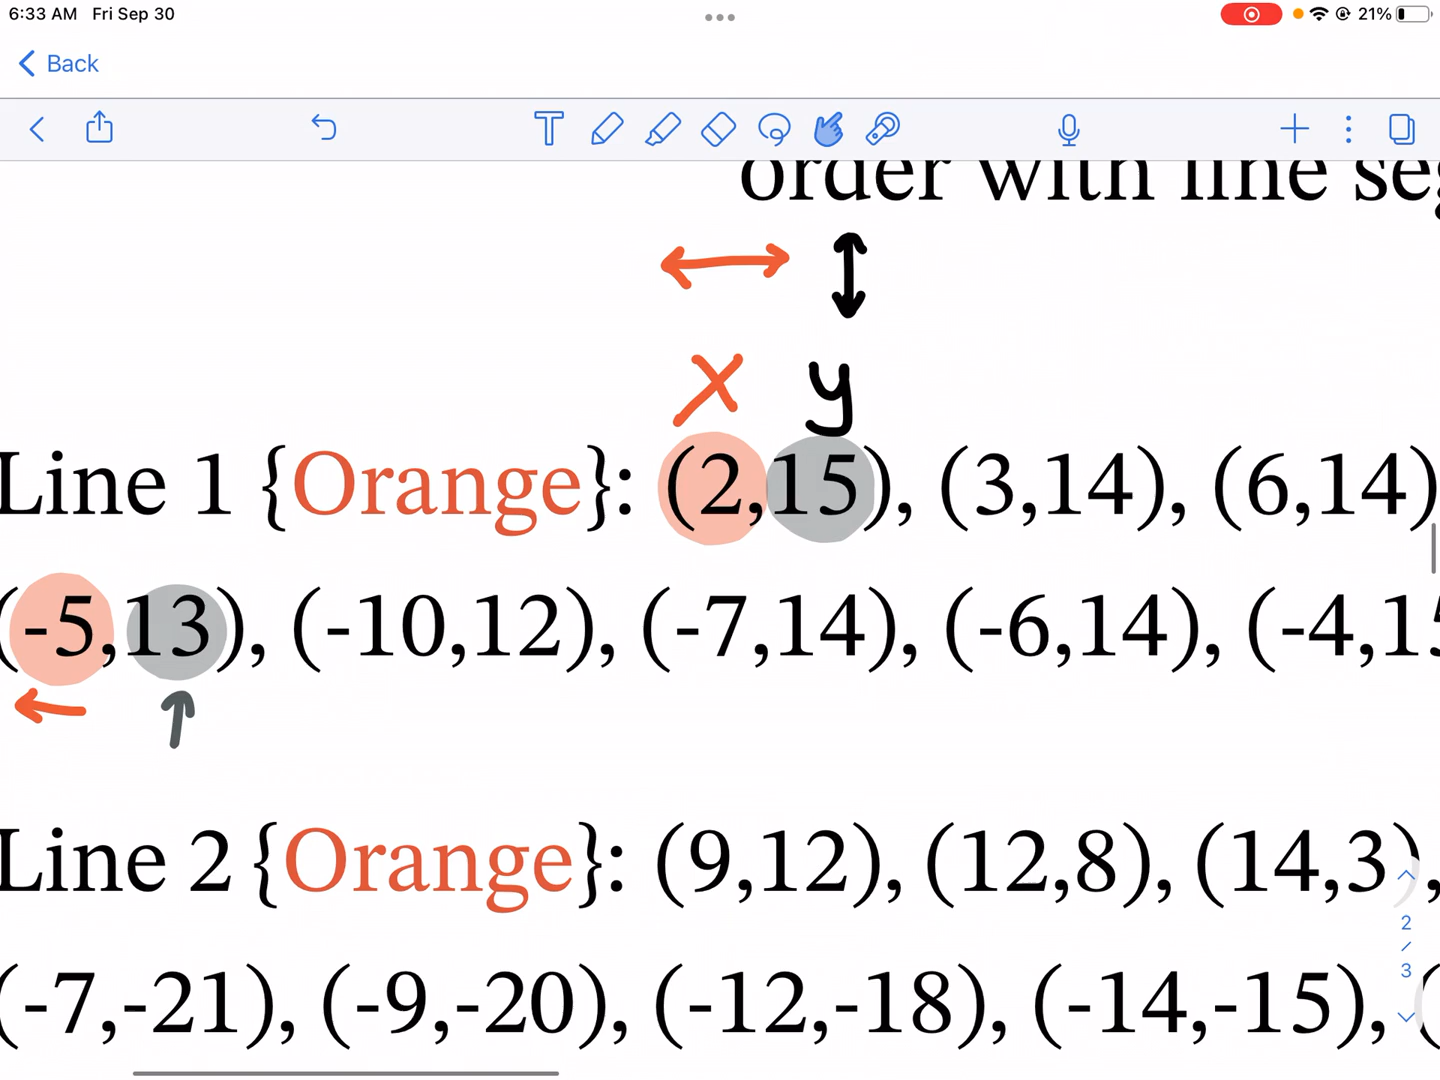 6:33 AM Fri Sep 30
21%
Back
order with line seg
x y
Line 1 {Orange}: (2,15), (3,14), (6,14)
(-5,13), (-10,12), (-7,14), (-6,14), (-4,15
Line 2 {Orange}: (9,12), (12,8), (14,3),
(-7,-21), (-9,-20), (-12,-18), (-14,-15), (
2
/
3